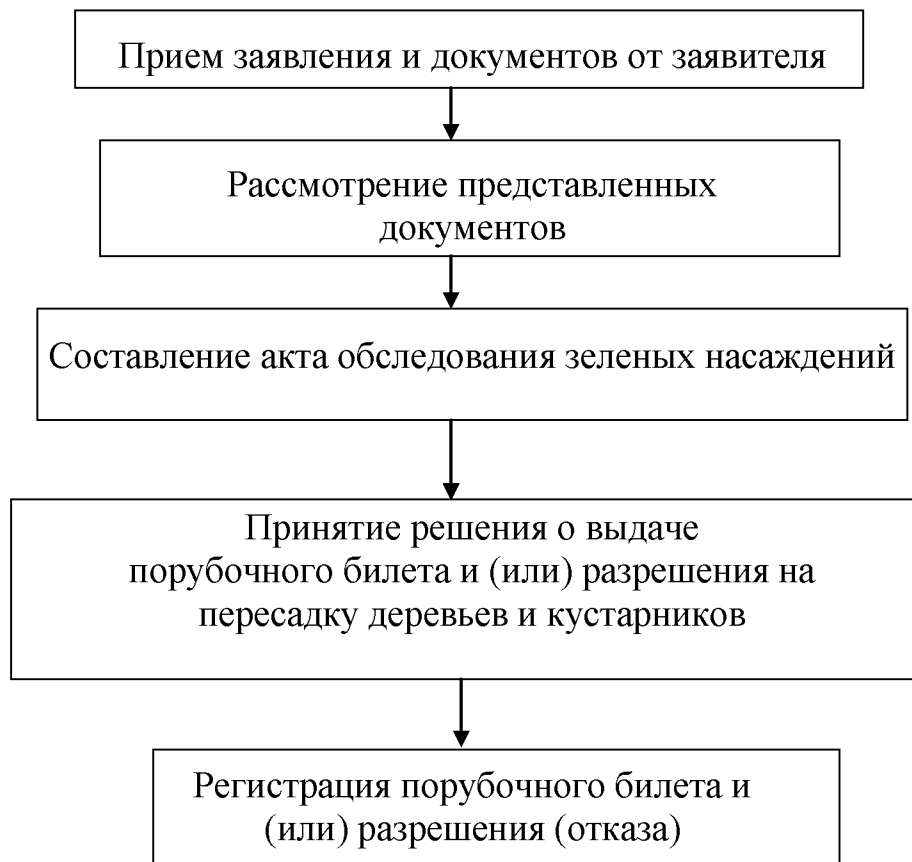 Прием заявления и документов от заявителя
Рассмотрение представленных
документов
Составление акта обследования зеленых насаждений
Принятие решения о выдаче
порубочного билета и (или) разрешения на
пересадку деревьев и кустарников
Регистрация порубочного билета и
(или) разрешения (отказа)